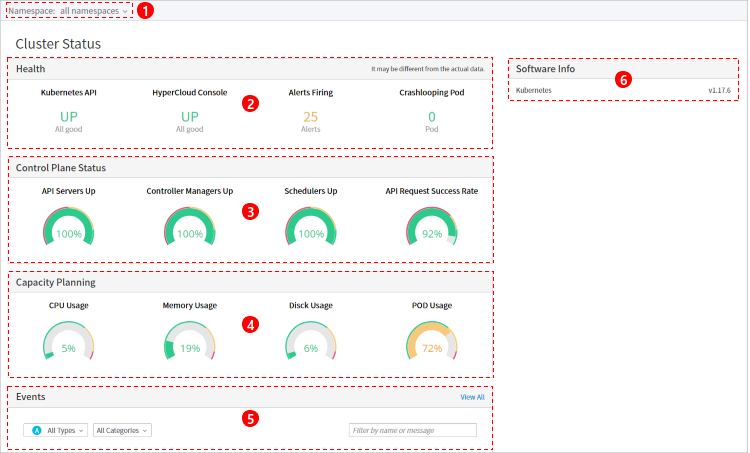 Namespace: all namespaces
1
Cluster Status
Health
It may be different from the actual data.
Kubernetes API
HyperCloud Console
Alerts Firing
Crashlooping Pod
2
UP
UP
25
0
All good
All good
Alerts
Pod
Software Info
6
Kubernetes
v1.17.6
Control Plane Status
API Servers Up
Controller Managers Up
Schedulers Up
API Request Success Rate
3
100%
100%
100%
92%
Capacity Planning
CPU Usage
Memory Usage
Disck Usage
POD Usage
4
5%
19%
6%
72%
Events
View All
5
A All Types
All Categories
Filter by name or message